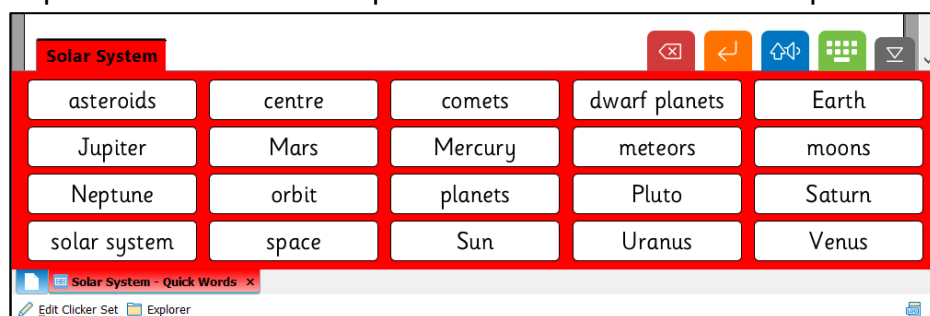 Solar System
asteroids centre comets dwarf planets Earth
Jupiter Mars Mercury meteors moons
Neptune orbit planets Pluto Saturn
solar system space Sun Uranus Venus
Solar System - Quick Words ×
Edit Clicker Set Explorer